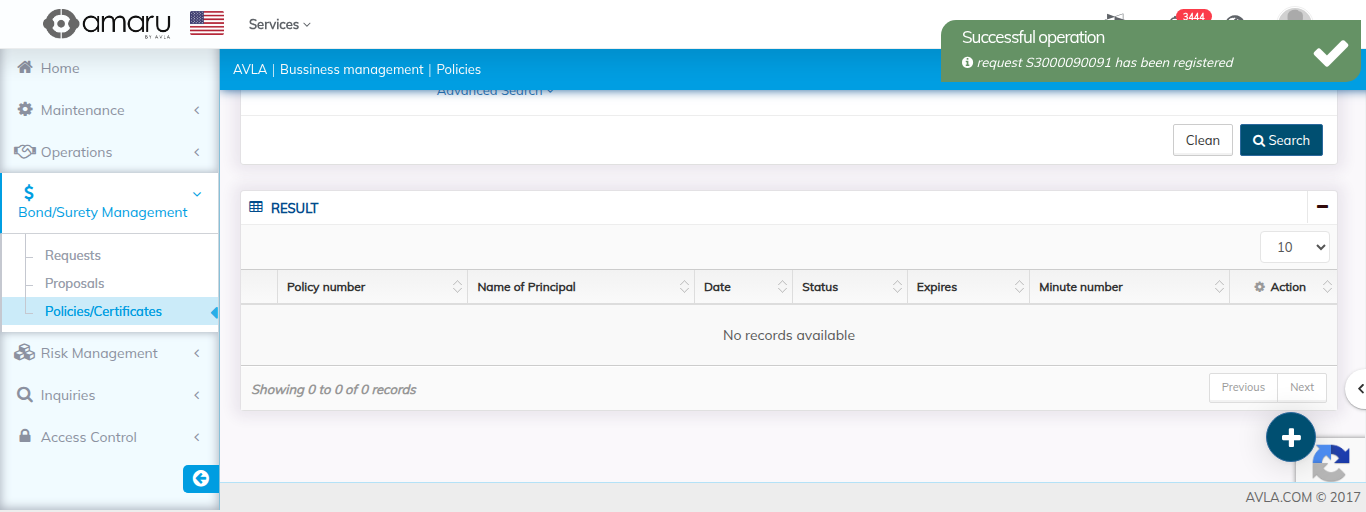 amaru
BY AVLA
Services
3444
Successful operation
request S3000090091 has been registered
Home
Maintenance
Operations
Bond/Surety Management
Requests
Proposals
Policies/Certificates
Risk Management
Inquiries
Access Control
AVLA | Bussiness management | Policies
Advanced Search
Clean
Search
RESULT
10
Policy number Name of Principal Date Status Expires Minute number Action
No records available
Showing 0 to 0 of 0 records
Previous Next
AVLA.COM © 2017